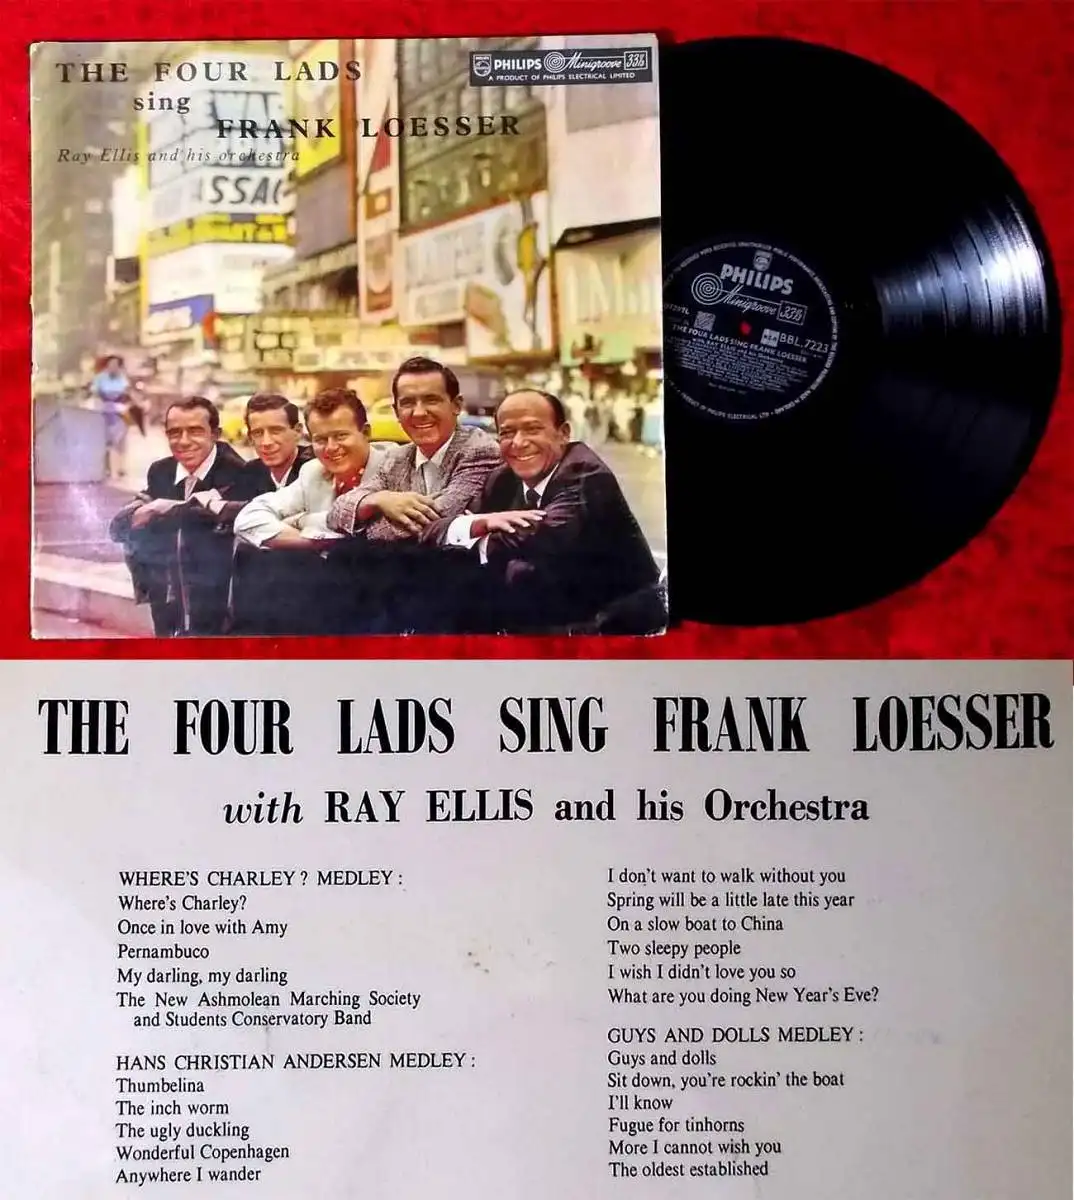 THE FOUR LADS
sing
FRANK LOESSER
Ray Ellis and his orchestra
PHILIPS Minigroove 33⅓
A PRODUCT OF PHILIPS ELECTRICAL LIMITED
PHILIPS
Minigroove 33⅓
BBL.7223
THE FOUR LADS SING FRANK LOESSER
with RAY ELLIS and his Orchestra
THE FOUR LADS SING FRANK LOESSER
with RAY ELLIS and his Orchestra
WHERE'S CHARLEY? MEDLEY :
Where's Charley?
Once in love with Amy
Pernambuco
My darling, my darling
The New Ashmolean Marching Society
and Students Conservatory Band
HANS CHRISTIAN ANDERSEN MEDLEY :
Thumbelina
The inch worm
The ugly duckling
Wonderful Copenhagen
Anywhere I wander
I don't want to walk without you
Spring will be a little late this year
On a slow boat to China
Two sleepy people
I wish I didn't love you so
What are you doing New Year's Eve?
GUYS AND DOLLS MEDLEY :
Guys and dolls
Sit down, you're rockin' the boat
I'll know
Fugue for tinhorns
More I cannot wish you
The oldest established